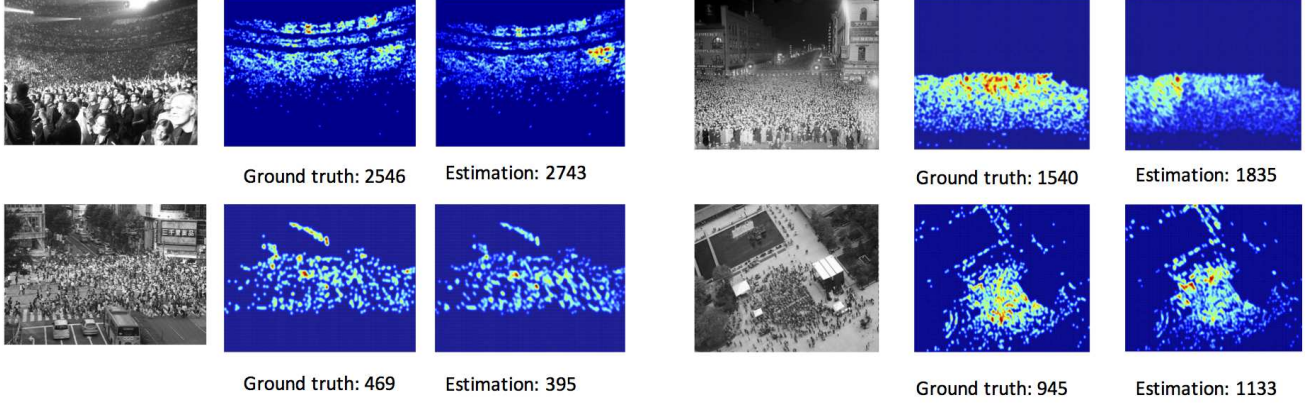 Ground truth: 2546
Estimation: 2743
Ground truth: 1540
Estimation: 1835
Ground truth: 469
Estimation: 395
Ground truth: 945
Estimation: 1133